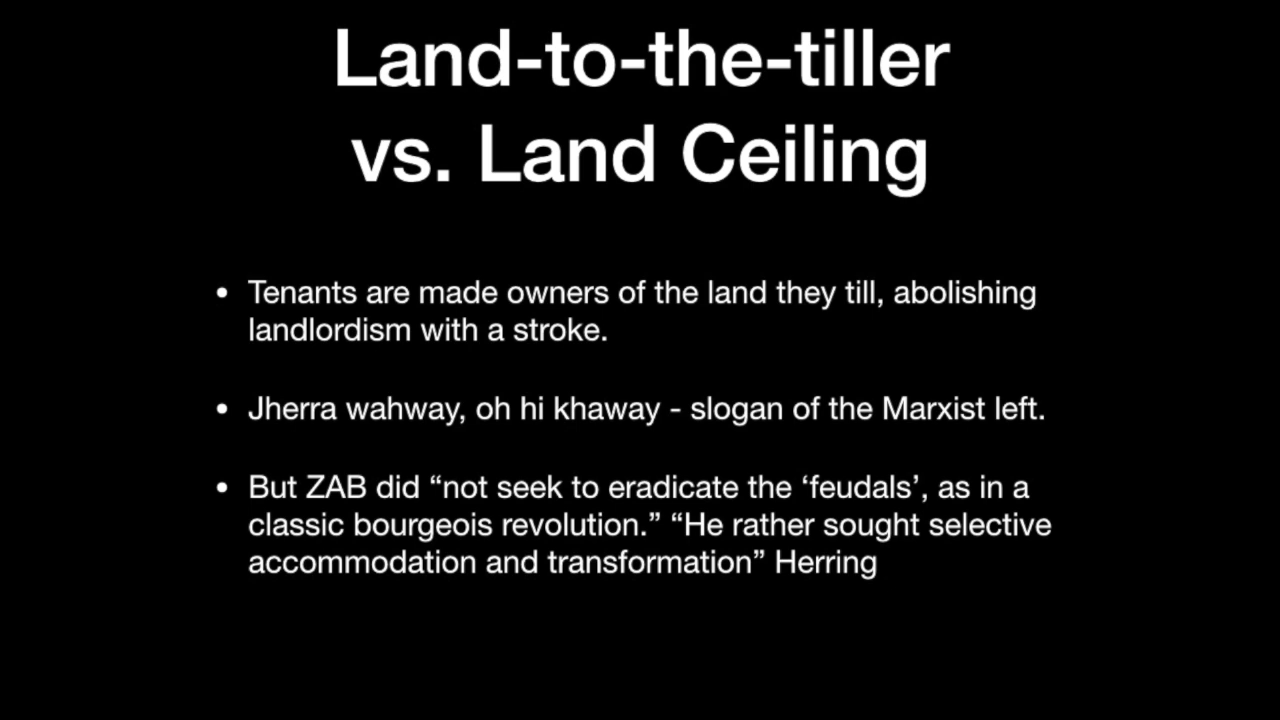 Land-to-the-tiller
vs. Land Ceiling
• Tenants are made owners of the land they till, abolishing
landlordism with a stroke.
• Jherra wahway, oh hi khaway - slogan of the Marxist left.
• But ZAB did “not seek to eradicate the ‘feudals’, as in a
classic bourgeois revolution.” “He rather sought selective
accommodation and transformation” Herring